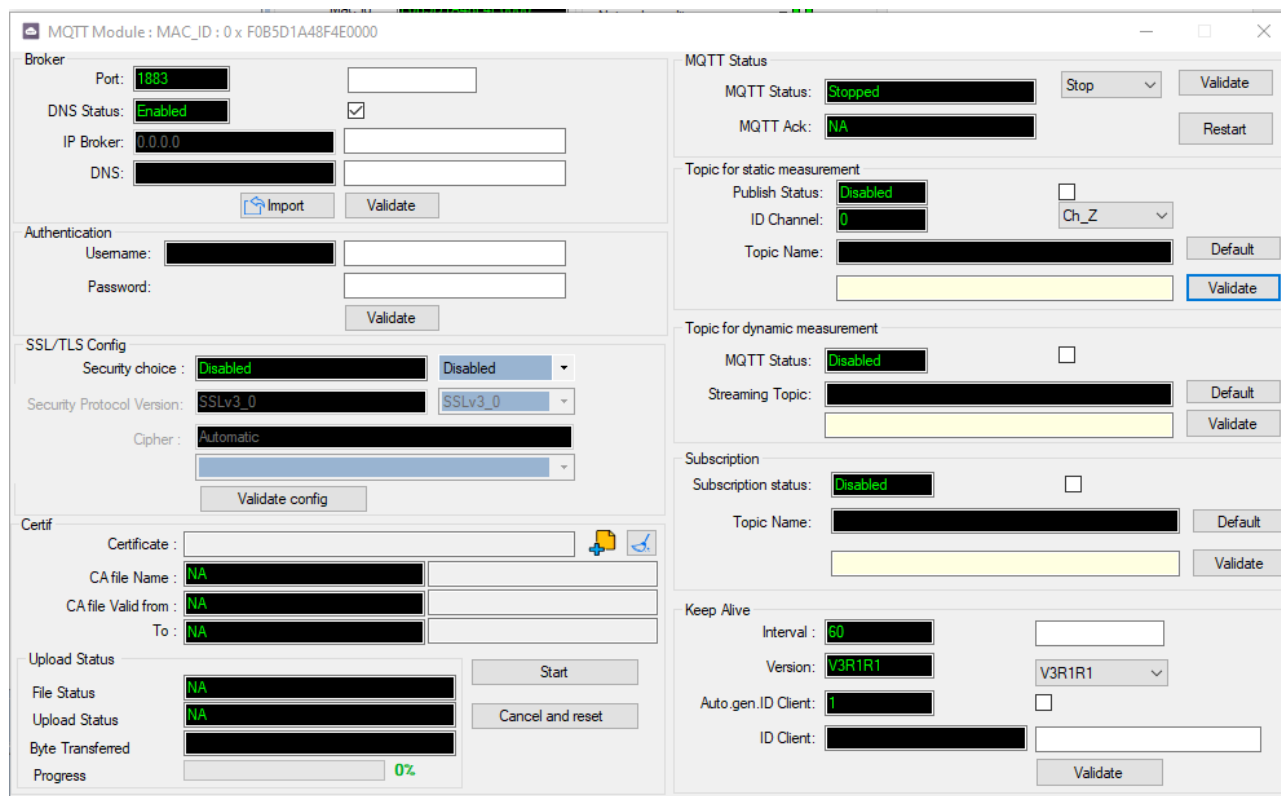 MQTT Module : MAC_ID : 0 x F0B5D1A48F4E0000
Broker
Port: 1883
DNS Status: Enabled
IP Broker: 0.0.0.0
DNS:
Import Validate
Authentication
Username:
Password:
Validate
SSL/TLS Config
Security choice : Disabled Disabled
Security Protocol Version: SSLv3_0 SSLv3_0
Cipher : Automatic
Validate config
Certif
Certificate :
CA file Name : NA
CA file Valid from : NA
To : NA
Upload Status
File Status NA
Upload Status NA
Byte Transferred
Progress 0%
Start
Cancel and reset
MQTT Status
MQTT Status: Stopped Stop Validate
MQTT Ack: NA Restart
Topic for static measurement
Publish Status: Disabled
ID Channel: 0 Ch_Z
Topic Name: Default
Validate
Topic for dynamic measurement
MQTT Status: Disabled
Streaming Topic: Default
Validate
Subscription
Subscription status: Disabled
Topic Name: Default
Validate
Keep Alive
Interval : 60
Version: V3R1R1 V3R1R1
Auto.gen.ID Client: 1
ID Client:
Validate